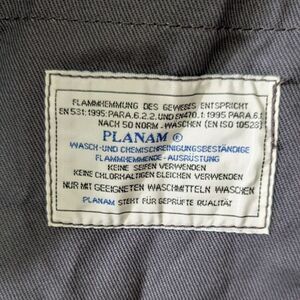 FLAMMHEMMUNG DES GEWEBES ENTSPRICHT
EN 531:1995:PARA.6.2.2.UND EN470.1:1995 PARA.6.1
NACH 50 NORM.-WASCHEN (EN ISO 10528)
PLANAM ®
WASCH-UND CHEMISCHREINIGUNGSBESTÄNDIGE
FLAMMHEMMENDE-AUSRÜSTUNG
KEINE SEIFEN VERWENDEN
KEINE CHLORHALTIGEN BLEICHEN VERWENDEN
NUR MIT GEEIGNETEN WASCHMITTELN WASCHEN
PLANAM STEHT FÜR GEPRÜFTE QUALITÄT